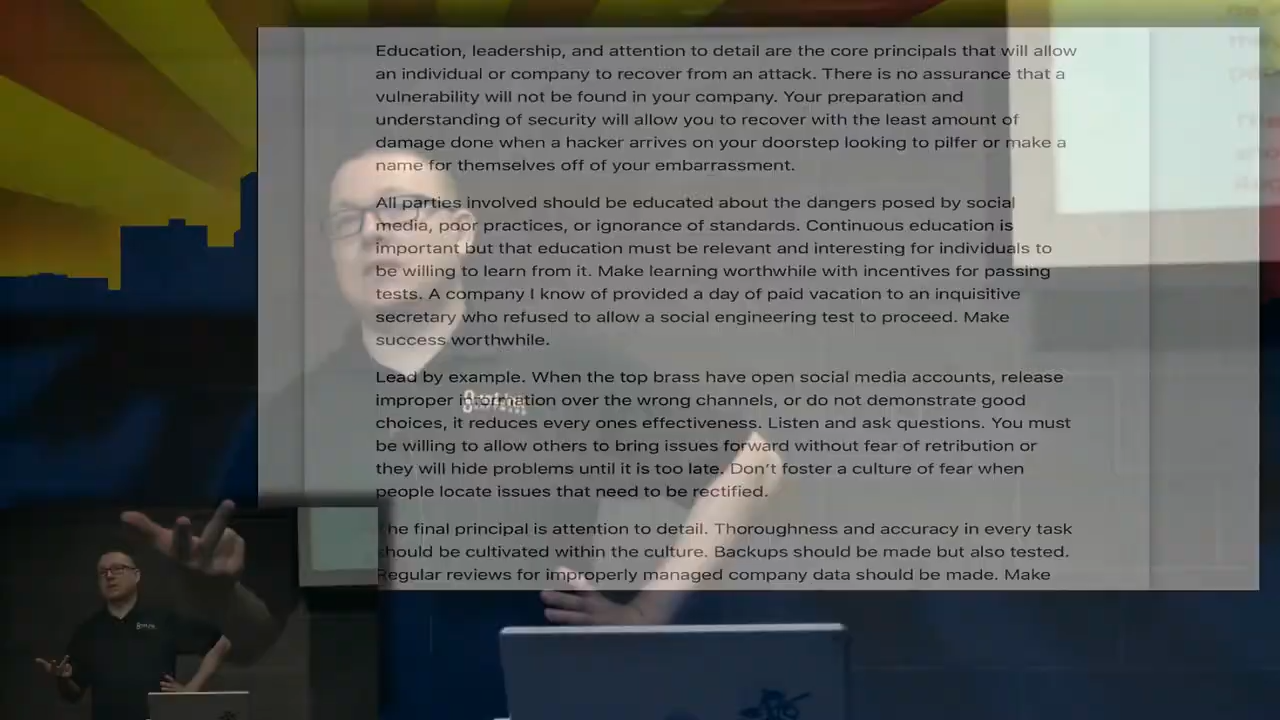 Education, leadership, and attention to detail are the core principals that will allow
an individual or company to recover from an attack. There is no assurance that a
vulnerability will not be found in your company. Your preparation and
understanding of security will allow you to recover with the least amount of
damage done when a hacker arrives on your doorstep looking to pilfer or make a
name for themselves off of your embarrassment.
All parties involved should be educated about the dangers posed by social
media, poor practices, or ignorance of standards. Continuous education is
important but that education must be relevant and interesting for individuals to
be willing to learn from it. Make learning worthwhile with incentives for passing
tests. A company I know of provided a day of paid vacation to an inquisitive
secretary who refused to allow a social engineering test to proceed. Make
success worthwhile.
Lead by example. When the top brass have open social media accounts, release
improper information over the wrong channels, or do not demonstrate good
choices, it reduces every ones effectiveness. Listen and ask questions. You must
be willing to allow others to bring issues forward without fear of retribution or
they will hide problems until it is too late. Don't foster a culture of fear when
people locate issues that need to be rectified.
The final principal is attention to detail. Thoroughness and accuracy in every task
should be cultivated within the culture. Backups should be made but also tested.
Regular reviews for improperly managed company data should be made. Make